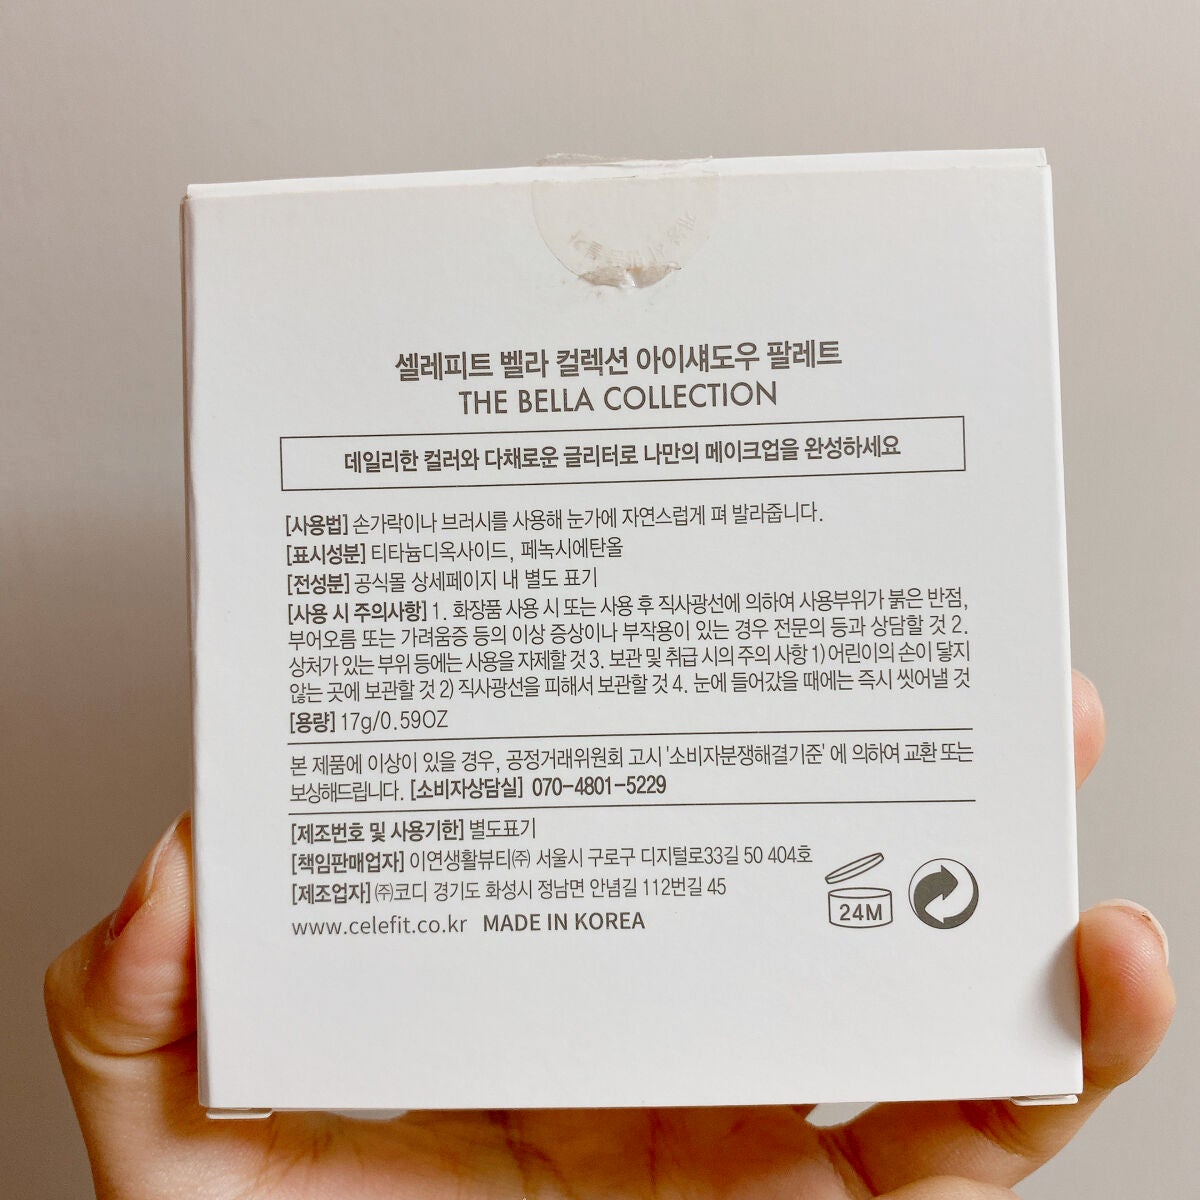 셀레피트 벨라 컬렉션 아이섀도우 팔레트
THE BELLA COLLECTION
데일리한 컬러와 다채로운 글리터로 나만의 메이크업을 완성하세요
[사용법] 손가락이나 브러시를 사용해 눈가에 자연스럽게 펴 발라줍니다.
[표시성분] 티타늄디옥사이드, 페녹시에탄올
[전성분] 공식몰 상세페이지 내 별도 표기
[사용 시 주의사항] 1. 화장품 사용 시 또는 사용 후 직사광선에 의하여 사용부위가 붉은 반점,
부어오름 또는 가려움증 등의 이상 증상이나 부작용이 있는 경우 전문의 등과 상담할 것 2.
상처가 있는 부위 등에는 사용을 자제할 것 3. 보관 및 취급 시의 주의 사항 1) 어린이의 손이 닿지
않는 곳에 보관할 것 2) 직사광선을 피해서 보관할 것 4. 눈에 들어갔을 때에는 즉시 씻어낼 것
[용량] 17g/0.59OZ
본 제품에 이상이 있을 경우, 공정거래위원회 고시 '소비자분쟁해결기준' 에 의하여 교환 또는
보상해드립니다. [소비자상담실] 070-4801-5229
[제조번호 및 사용기한] 별도표기
[책임판매업자] 이연생활뷰티㈜ 서울시 구로구 디지털로33길 50 404호
[제조업자] ㈜코디 경기도 화성시 정남면 안녕길 112번길 45
www.celefit.co.kr MADE IN KOREA
24M